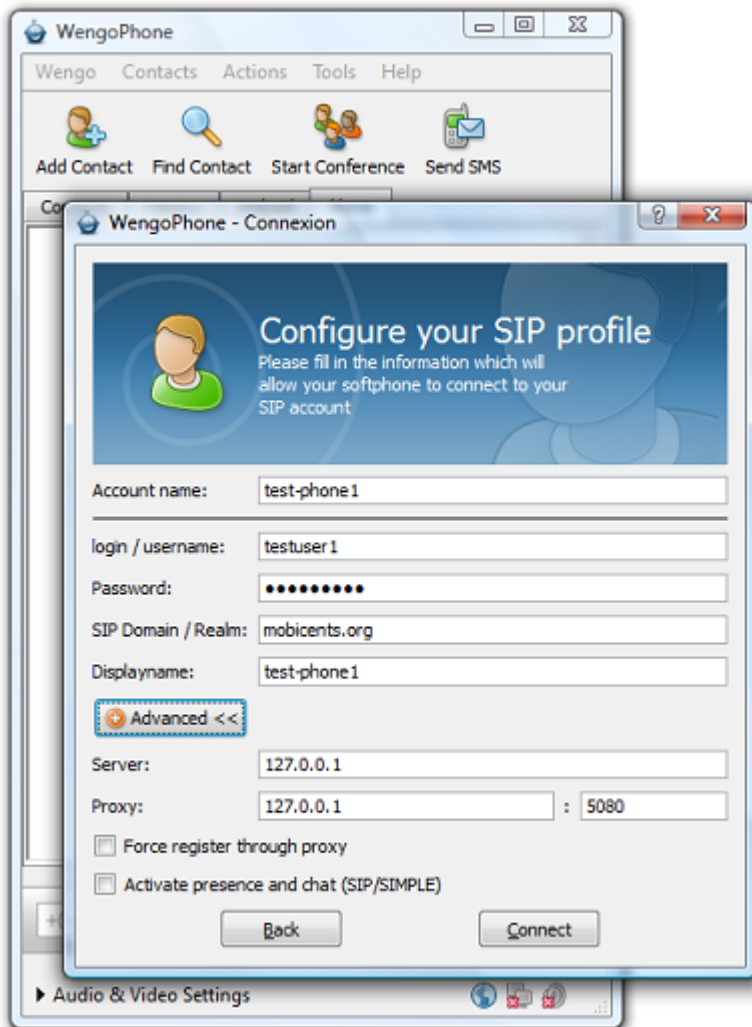 WengoPhone
Wengo Contacts Actions Tools Help
Add Contact Find Contact Start Conference Send SMS
WengoPhone - Connexion
Configure your SIP profile
Please fill in the information which will
allow your softphone to connect to your
SIP account
Account name: test-phone1
login / username: testuser1
Password: ●●●●●●●●●
SIP Domain / Realm: mobicents.org
Displayname: test-phone1
Advanced <<
Server: 127.0.0.1
Proxy: 127.0.0.1 : 5080
Force register through proxy
Activate presence and chat (SIP/SIMPLE)
Back Connect
Audio & Video Settings